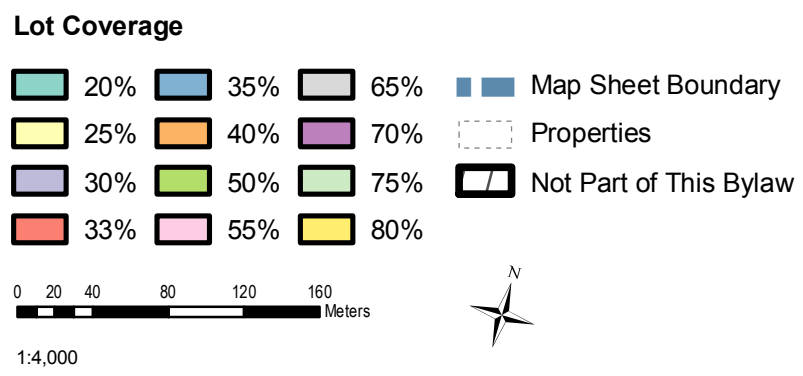 Lot Coverage
20% 35% 65% Map Sheet Boundary
25% 40% 70% Properties
30% 50% 75% Not Part of This Bylaw
33% 55% 80%
N
0 20 40 80 120 160
Meters
1:4,000